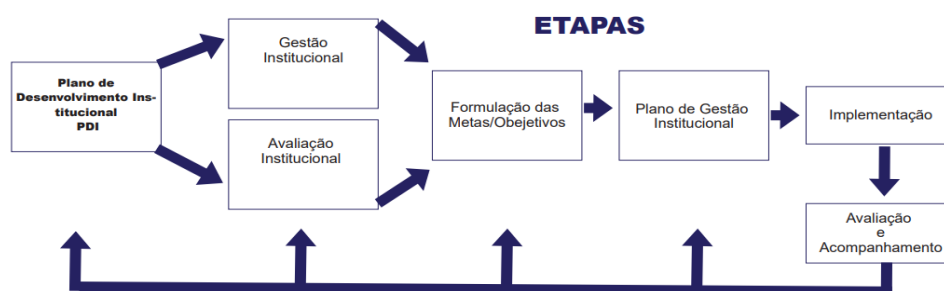 ETAPAS
Plano de
Desenvolvimento Ins-
titucional
PDI
Gestão
Institucional
Avaliação
Institucional
Formulação das
Metas/Obejetivos
Plano de Gestão
Institucional
Implementação
Avaliação
e
Acompanhamento